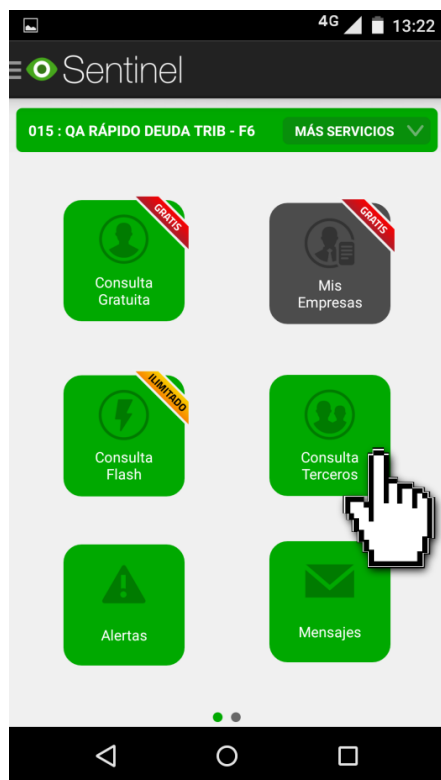 4G 13:22
Sentinel
015 : QA RÁPIDO DEUDA TRIB - F6 MÁS SERVICIOS
GRATIS
Consulta
Gratuita
GRATIS
Mis
Empresas
ILIMITADO
Consulta
Flash
Consulta
Terceros
Alertas
Mensajes